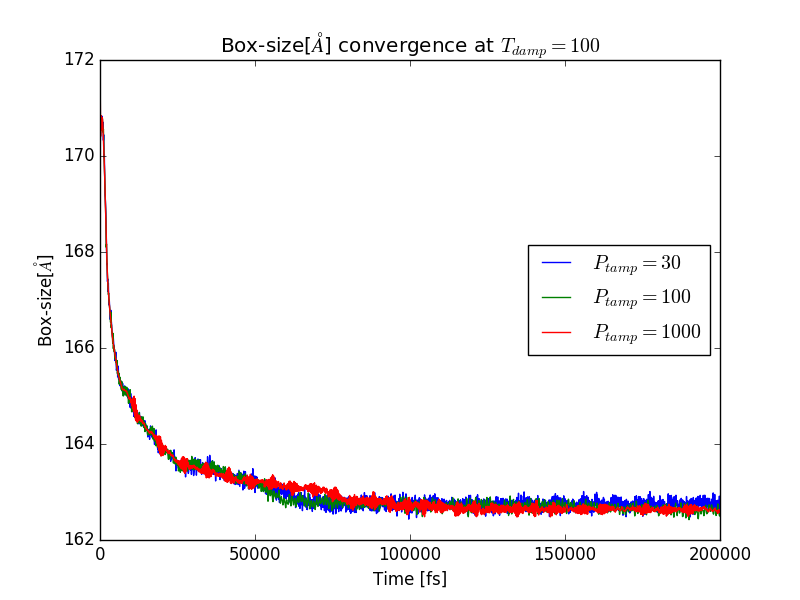 Box-size[Å] convergence at T_damp = 100
172
170
168
166
164
162
Box-size[Å]
P_tamp = 30
P_tamp = 100
P_tamp = 1000
0
50000
100000
150000
200000
Time [fs]